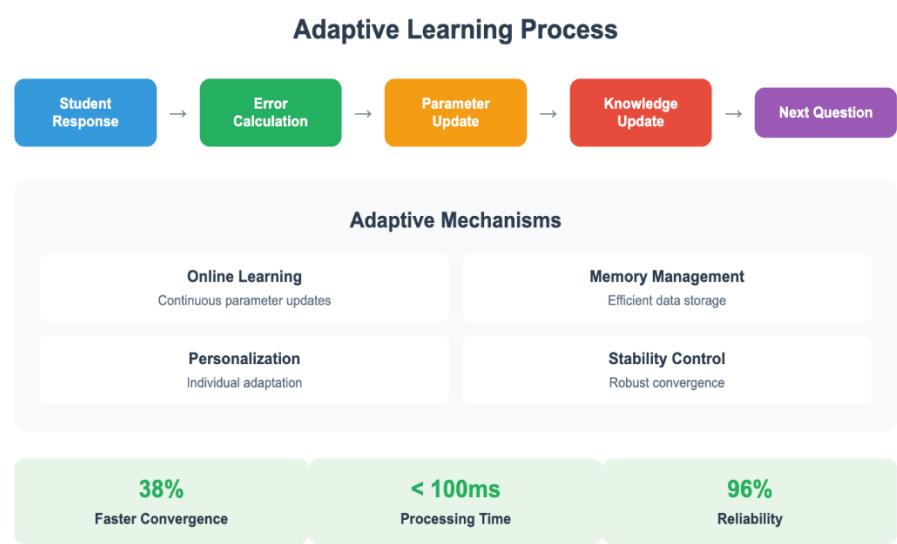 Adaptive Learning Process
Student
Response
→
Error
Calculation
→
Parameter
Update
→
Knowledge
Update
→
Next Question
Adaptive Mechanisms
Online Learning
Continuous parameter updates
Memory Management
Efficient data storage
Personalization
Individual adaptation
Stability Control
Robust convergence
38%
Faster Convergence
< 100ms
Processing Time
96%
Reliability